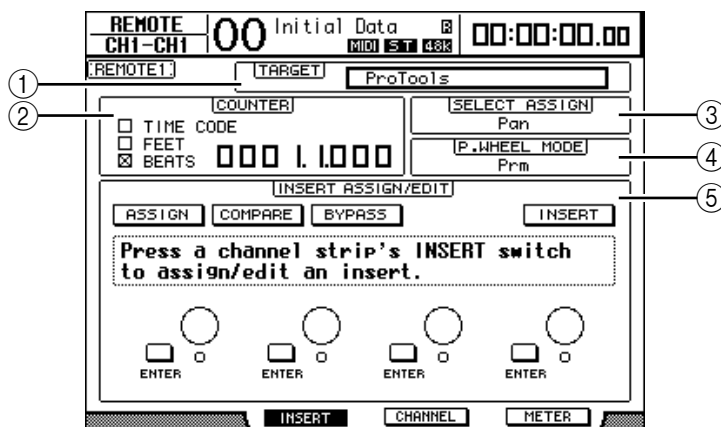 REMOTE
CH1-CH1
00 Initial Data R
MIDI ST 48K
00:00:00.00
REMOTE1
① TARGET
ProTools
② COUNTER
TIME CODE
FEET
BEATS
0001.1.000
③ SELECT ASSIGN
Pan
④ P.WHEEL MODE
Prm
⑤ INSERT ASSIGN/EDIT
ASSIGN COMPARE BYPASS INSERT
Press a channel strip's INSERT switch
to assign/edit an insert.
ENTER ENTER ENTER ENTER
INSERT CHANNEL METER